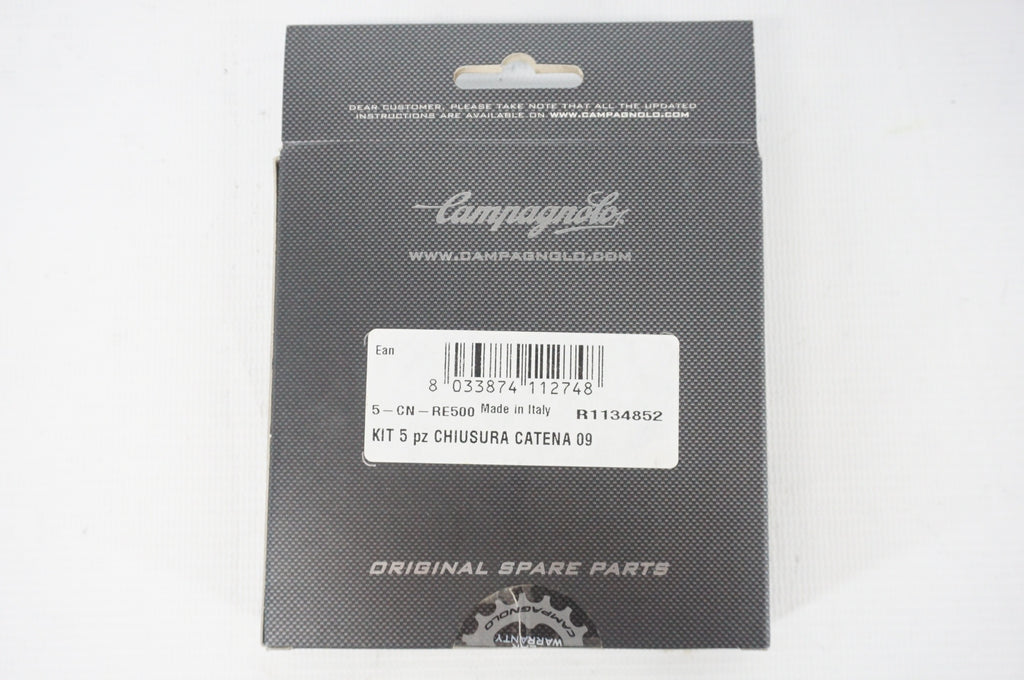 DEAR CUSTOMER, PLEASE TAKE NOTE THAT ALL THE UPDATED
INSTRUCTIONS ARE AVAILABLE ON WWW.CAMPAGNOLO.COM
Campagnolo
WWW.CAMPAGNOLO.COM
Ean
8 033874 112748
5-CN-RE500 Made in Italy R1134852
KIT 5 pz CHIUSURA CATENA 09
ORIGINAL SPARE PARTS
CAMPAGNOLO
WARRANTY